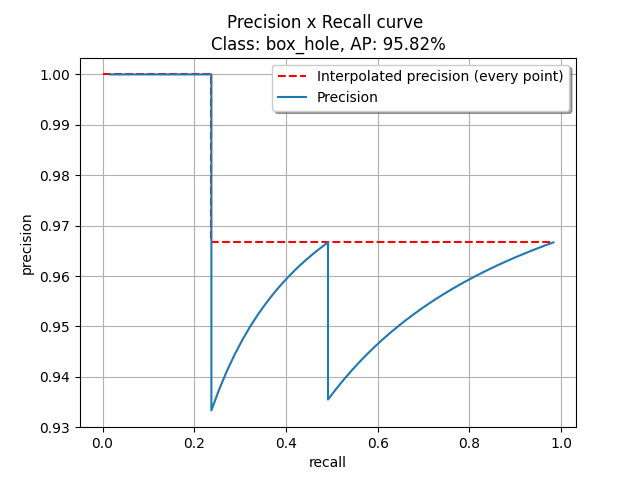 Precision x Recall curve
Class: box_hole, AP: 95.82%
Interpolated precision (every point)
Precision
1.00
0.99
0.98
0.97
0.96
0.95
0.94
0.93
precision
0.0 0.2 0.4 0.6 0.8 1.0
recall